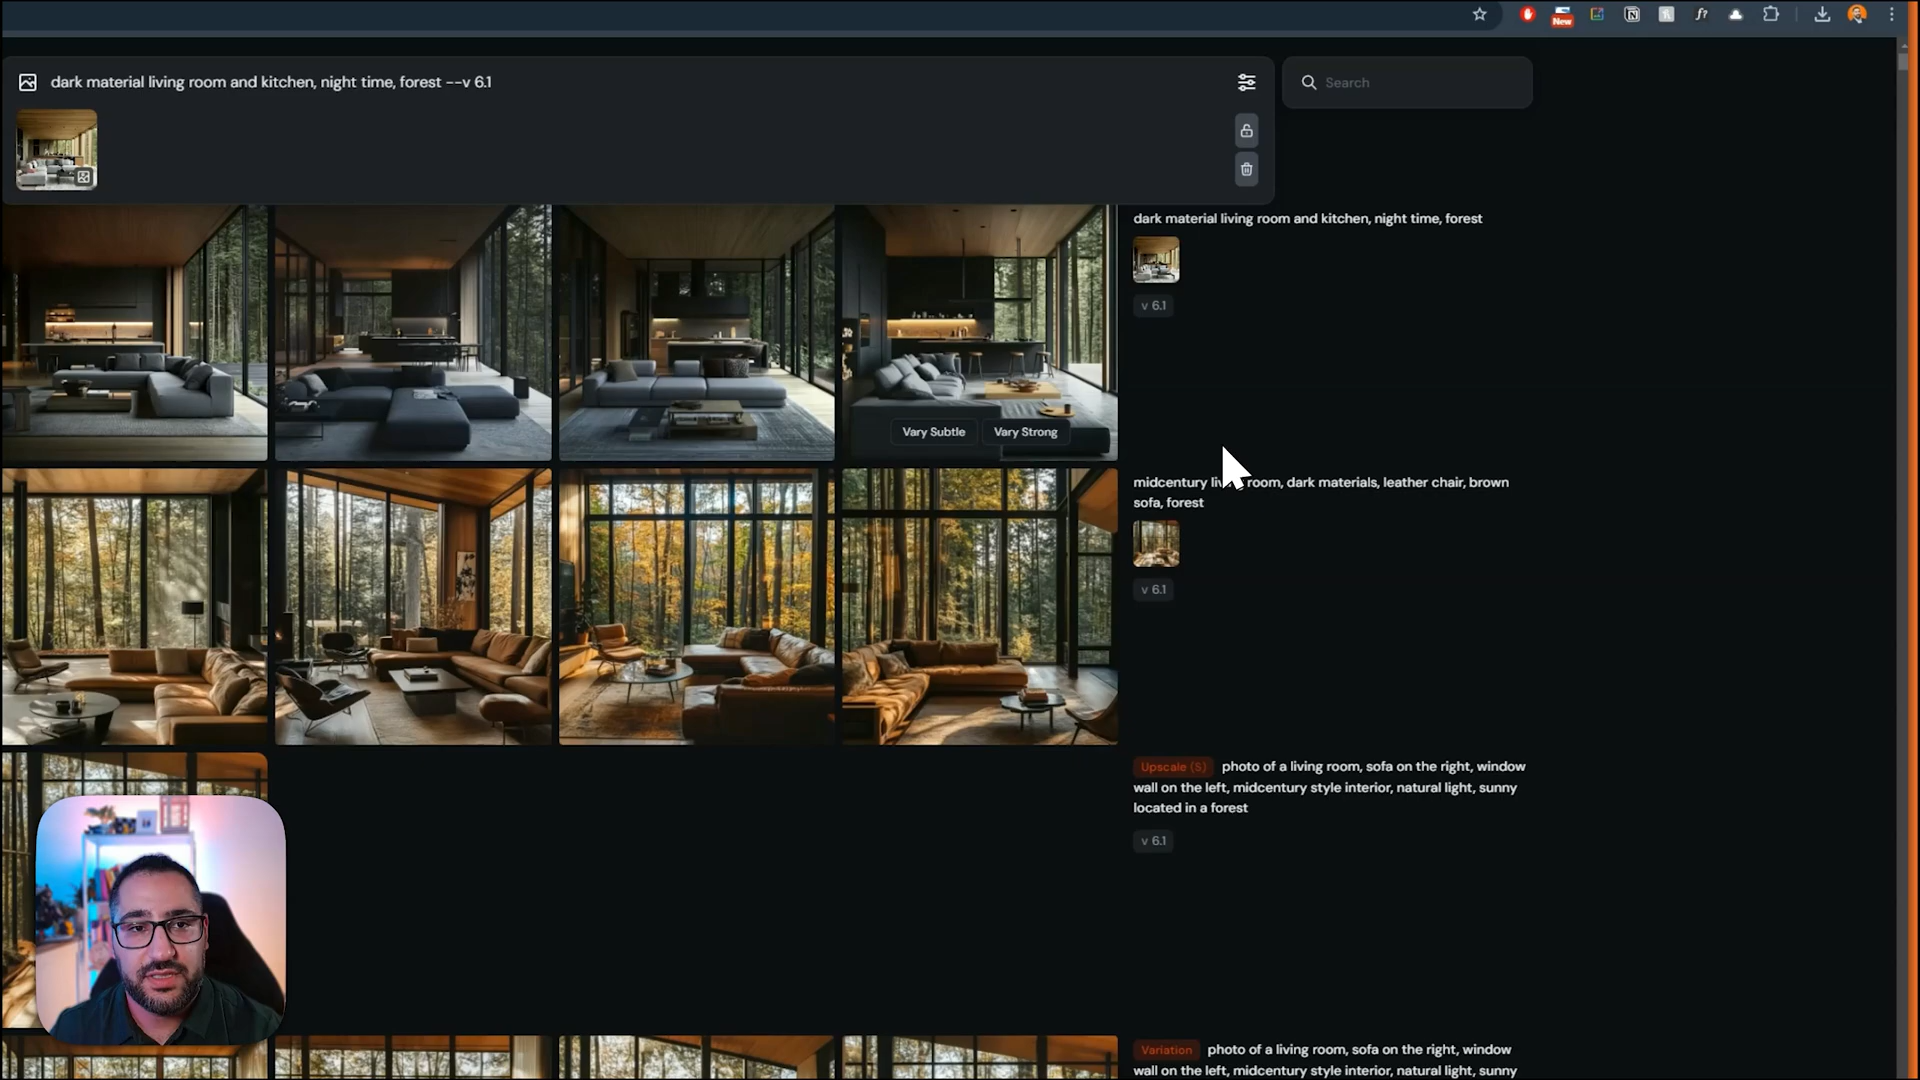 New
dark material living room and kitchen, night time, forest --v 6.1
Search
dark material living room and kitchen, night time, forest
v 6.1
Vary Subtle
Vary Strong
midcentury living room, dark materials, leather chair, brown
sofa, forest
v 6.1
Upscale (S) photo of a living room, sofa on the right, window
wall on the left, midcentury style interior, natural light, sunny
located in a forest
v 6.1
Variation photo of a living room, sofa on the right, window
wall on the left, midcentury style interior, natural light, sunny